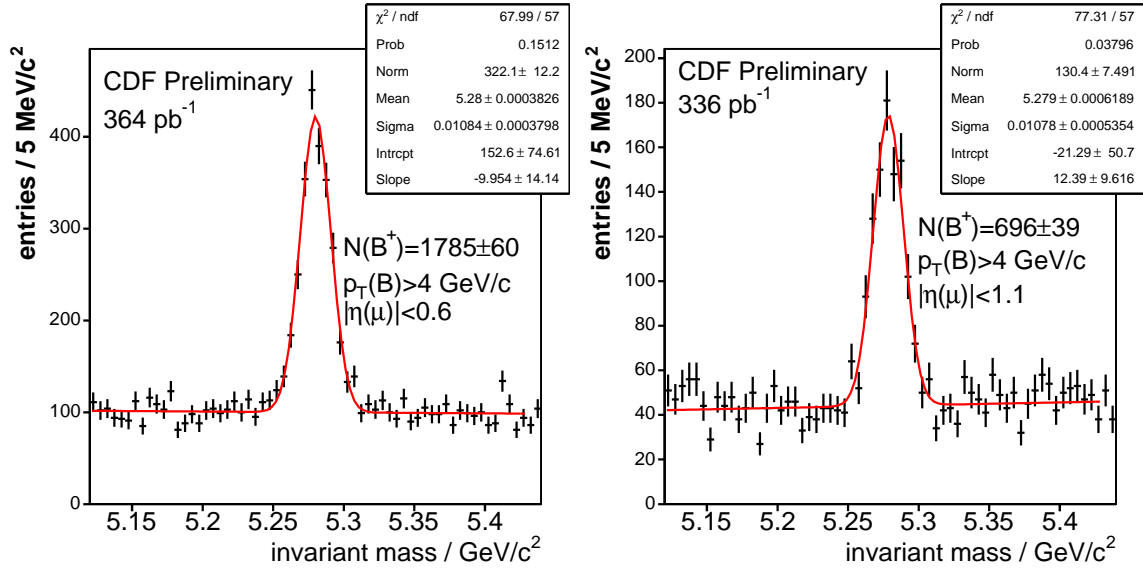 χ² / ndf 67.99 / 57
Prob 0.1512
Norm 322.1 ± 12.2
Mean 5.28 ± 0.0003826
Sigma 0.01084 ± 0.0003798
Intrcpt 152.6 ± 74.61
Slope -9.954 ± 14.14
CDF Preliminary
364 pb⁻¹
N(B⁺)=1785±60
p_T(B)>4 GeV/c
|η(μ)|<0.6
entries / 5 MeV/c²
400
300
200
100
0
5.15 5.2 5.25 5.3 5.35 5.4
invariant mass / GeV/c²
χ² / ndf 77.31 / 57
Prob 0.03796
Norm 130.4 ± 7.491
Mean 5.279 ± 0.0006189
Sigma 0.01078 ± 0.0005354
Intrcpt -21.29 ± 50.7
Slope 12.39 ± 9.616
CDF Preliminary
336 pb⁻¹
N(B⁺)=696±39
p_T(B)>4 GeV/c
|η(μ)|<1.1
entries / 5 MeV/c²
200
180
160
140
120
100
80
60
40
20
0
5.15 5.2 5.25 5.3 5.35 5.4
invariant mass / GeV/c²